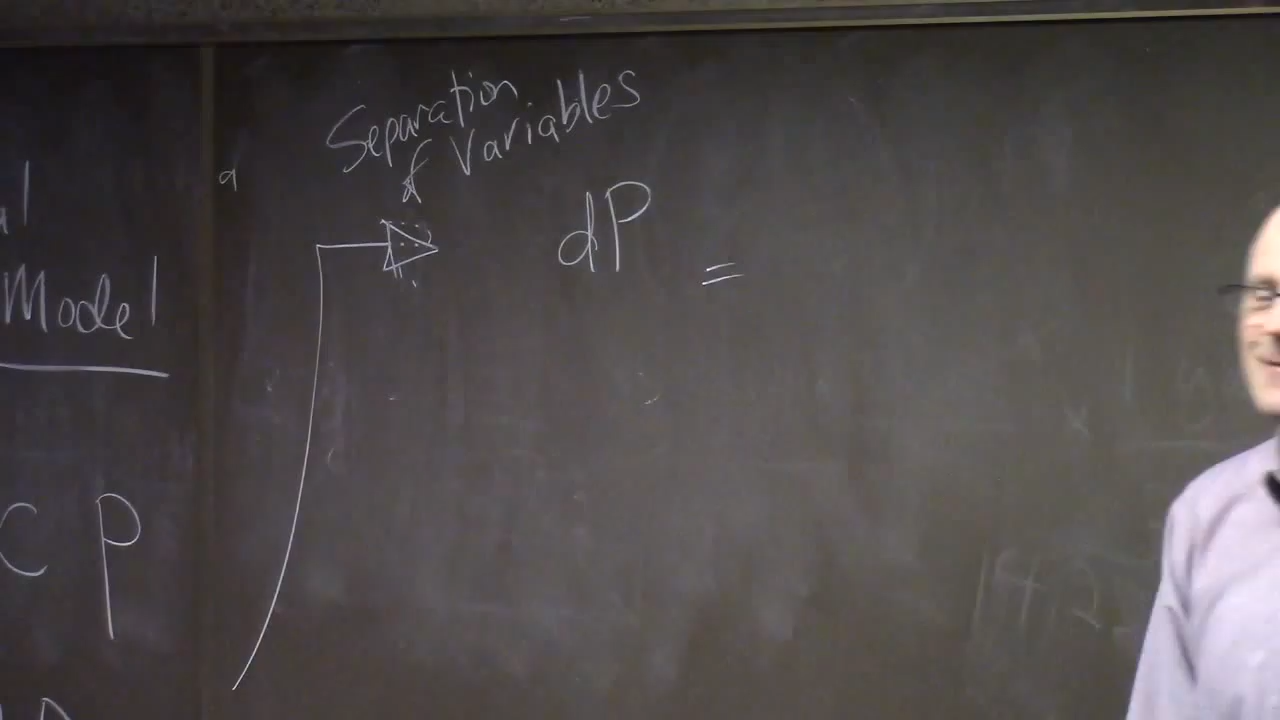 Separation
of Variables
dP =
Model
C P